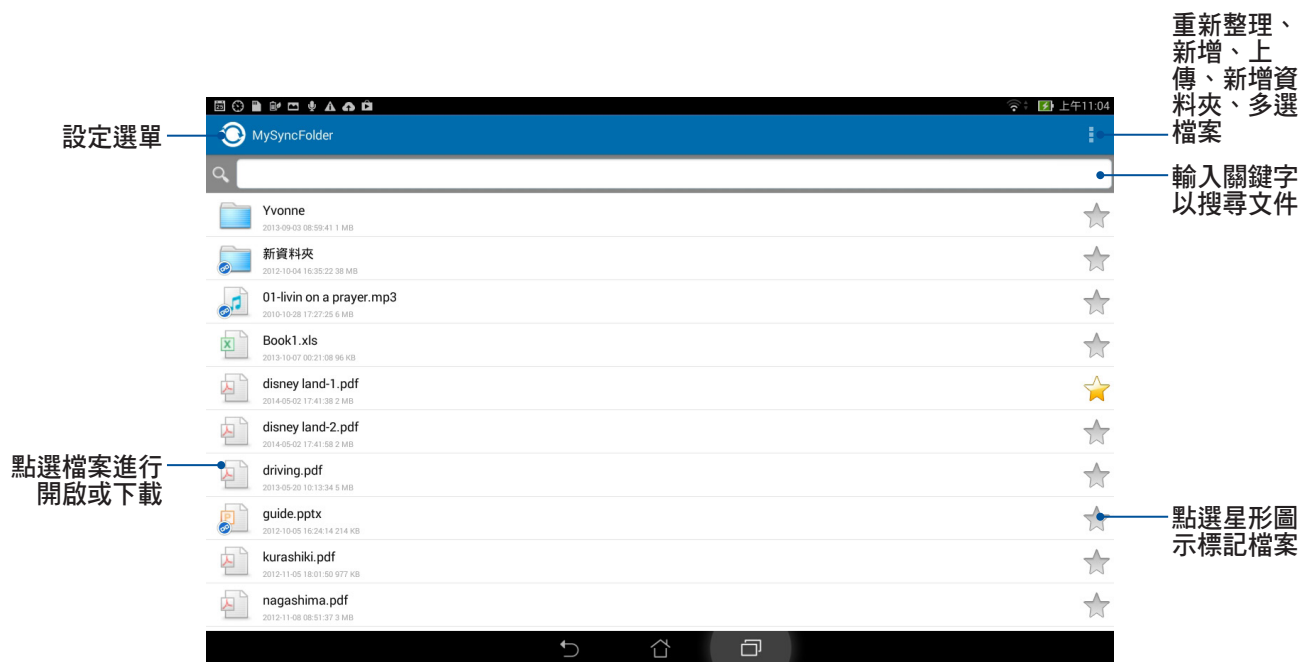 重新整理、
新增、上
傳、新增資
料夾、多選
檔案
上午11:04
設定選單
MySyncFolder
輸入關鍵字
以搜尋文件
Yvonne
2013-09-03 08:59:41 1 MB
新資料夾
2012-10-04 16:35:22 38 MB
01-livin on a prayer.mp3
2010-10-28 17:27:25 6 MB
Book1.xls
2013-10-07 00:21:08 96 KB
disney land-1.pdf
2014-05-02 17:41:38 2 MB
disney land-2.pdf
2014-05-02 17:41:58 2 MB
點選檔案進行
開啟或下載
driving.pdf
2013-05-20 10:13:34 5 MB
guide.pptx
2012-10-05 16:24:14 214 KB
點選星形圖
示標記檔案
kurashiki.pdf
2012-11-05 18:01:50 977 KB
nagashima.pdf
2012-11-08 08:51:37 3 MB